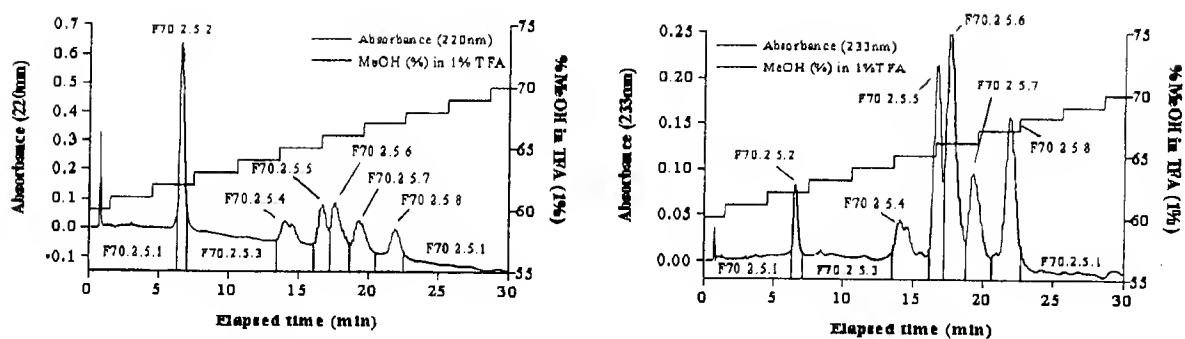 F70 2.5 2
Absorbance (220nm)
MeOH (%) in 1% TFA
0.7
0.6
0.5
0.4
0.3
0.2
0.1
0.0
-0.1
Absorbance (220nm)
75
70
65
60
55
%MeOH in TFA (1%)
F70.2 5.5
F70.2 5 6
F70.2 5.4
F70.2 5.7
F70.2 5 8
F70 2.5.1
F70.2.5.3
F70 2.5.1
0
5
10
15
20
25
30
Elapsed time (min)
F70.2.5.6
Absorbance (233nm)
MeOH (%) in 1%TFA
0.25
0.20
0.15
0.10
0.05
0.00
Absorbance (233nm)
75
70
65
60
55
% MeOH in TFA (1%)
F70 2.5.5
F70 2 5.7
F70.2 5.2
F70 2 5 8
F70.2 5.4
F70 2 5.1
F70 2.5.3
F70.2 5.1
0
5
10
15
20
25
30
Elapsed time (min)